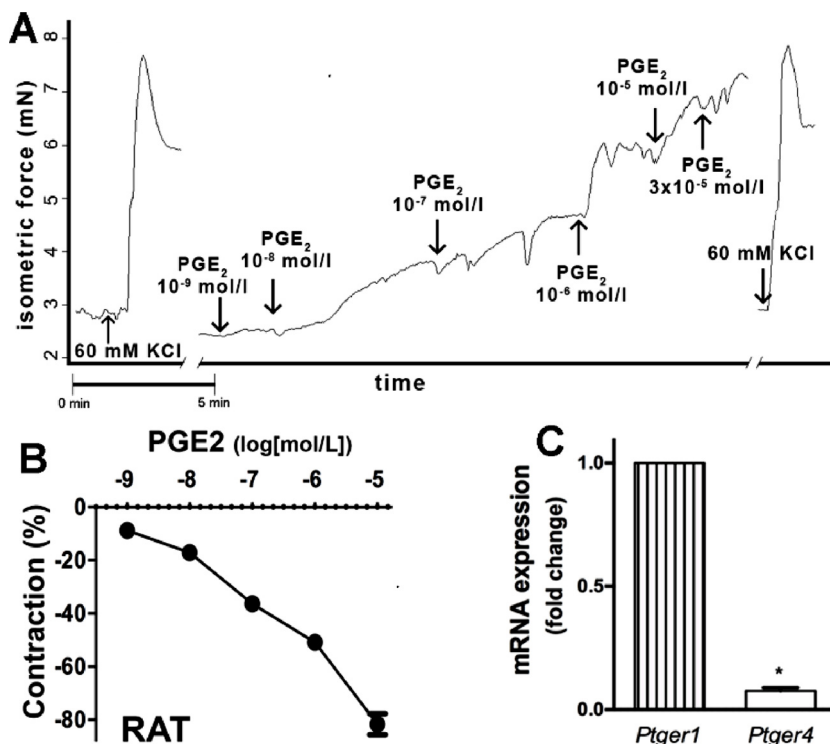 A
isometric force (mN)
8
7
6
5
4
3
2
60 mM KCl
PGE2
10-9 mol/l
PGE2
10-8 mol/l
PGE2
10-7 mol/l
PGE2
10-6 mol/l
PGE2
10-5 mol/l
PGE2
3x10-5 mol/l
60 mM KCl
time
0 min
5 min
B
PGE2 (log[mol/L])
-9 -8 -7 -6 -5
Contraction (%)
0
-20
-40
-60
-80
RAT
C
mRNA expression
(fold change)
1.0
0.5
0.0
*
Ptger1 Ptger4